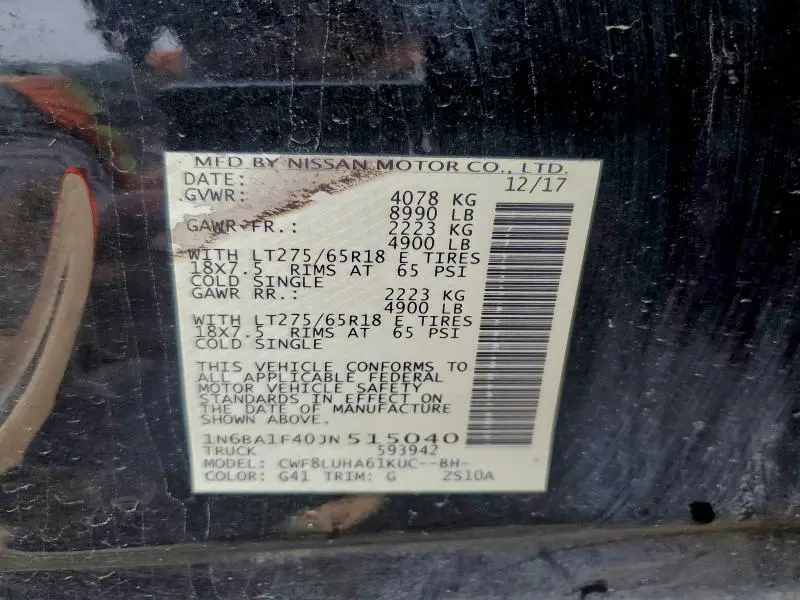 MFD BY NISSAN MOTOR CO., LTD.
DATE: 12/17
GVWR: 4078 KG
8990 LB
GAWR FR.: 2223 KG
4900 LB
WITH LT275/65R18 E TIRES
18X7.5 RIMS AT 65 PSI
COLD SINGLE
GAWR RR.: 2223 KG
4900 LB
WITH LT275/65R18 E TIRES
18X7.5 RIMS AT 65 PSI
COLD SINGLE
THIS VEHICLE CONFORMS TO
ALL APPLICABLE FEDERAL
MOTOR VEHICLE SAFETY
STANDARDS IN EFFECT ON
THE DATE OF MANUFACTURE
SHOWN ABOVE.
1N6BA1F40JN 515040
TRUCK 593942
MODEL: CWF8LUHA61KUC--BH-
COLOR: G41 TRIM: G ZS10A